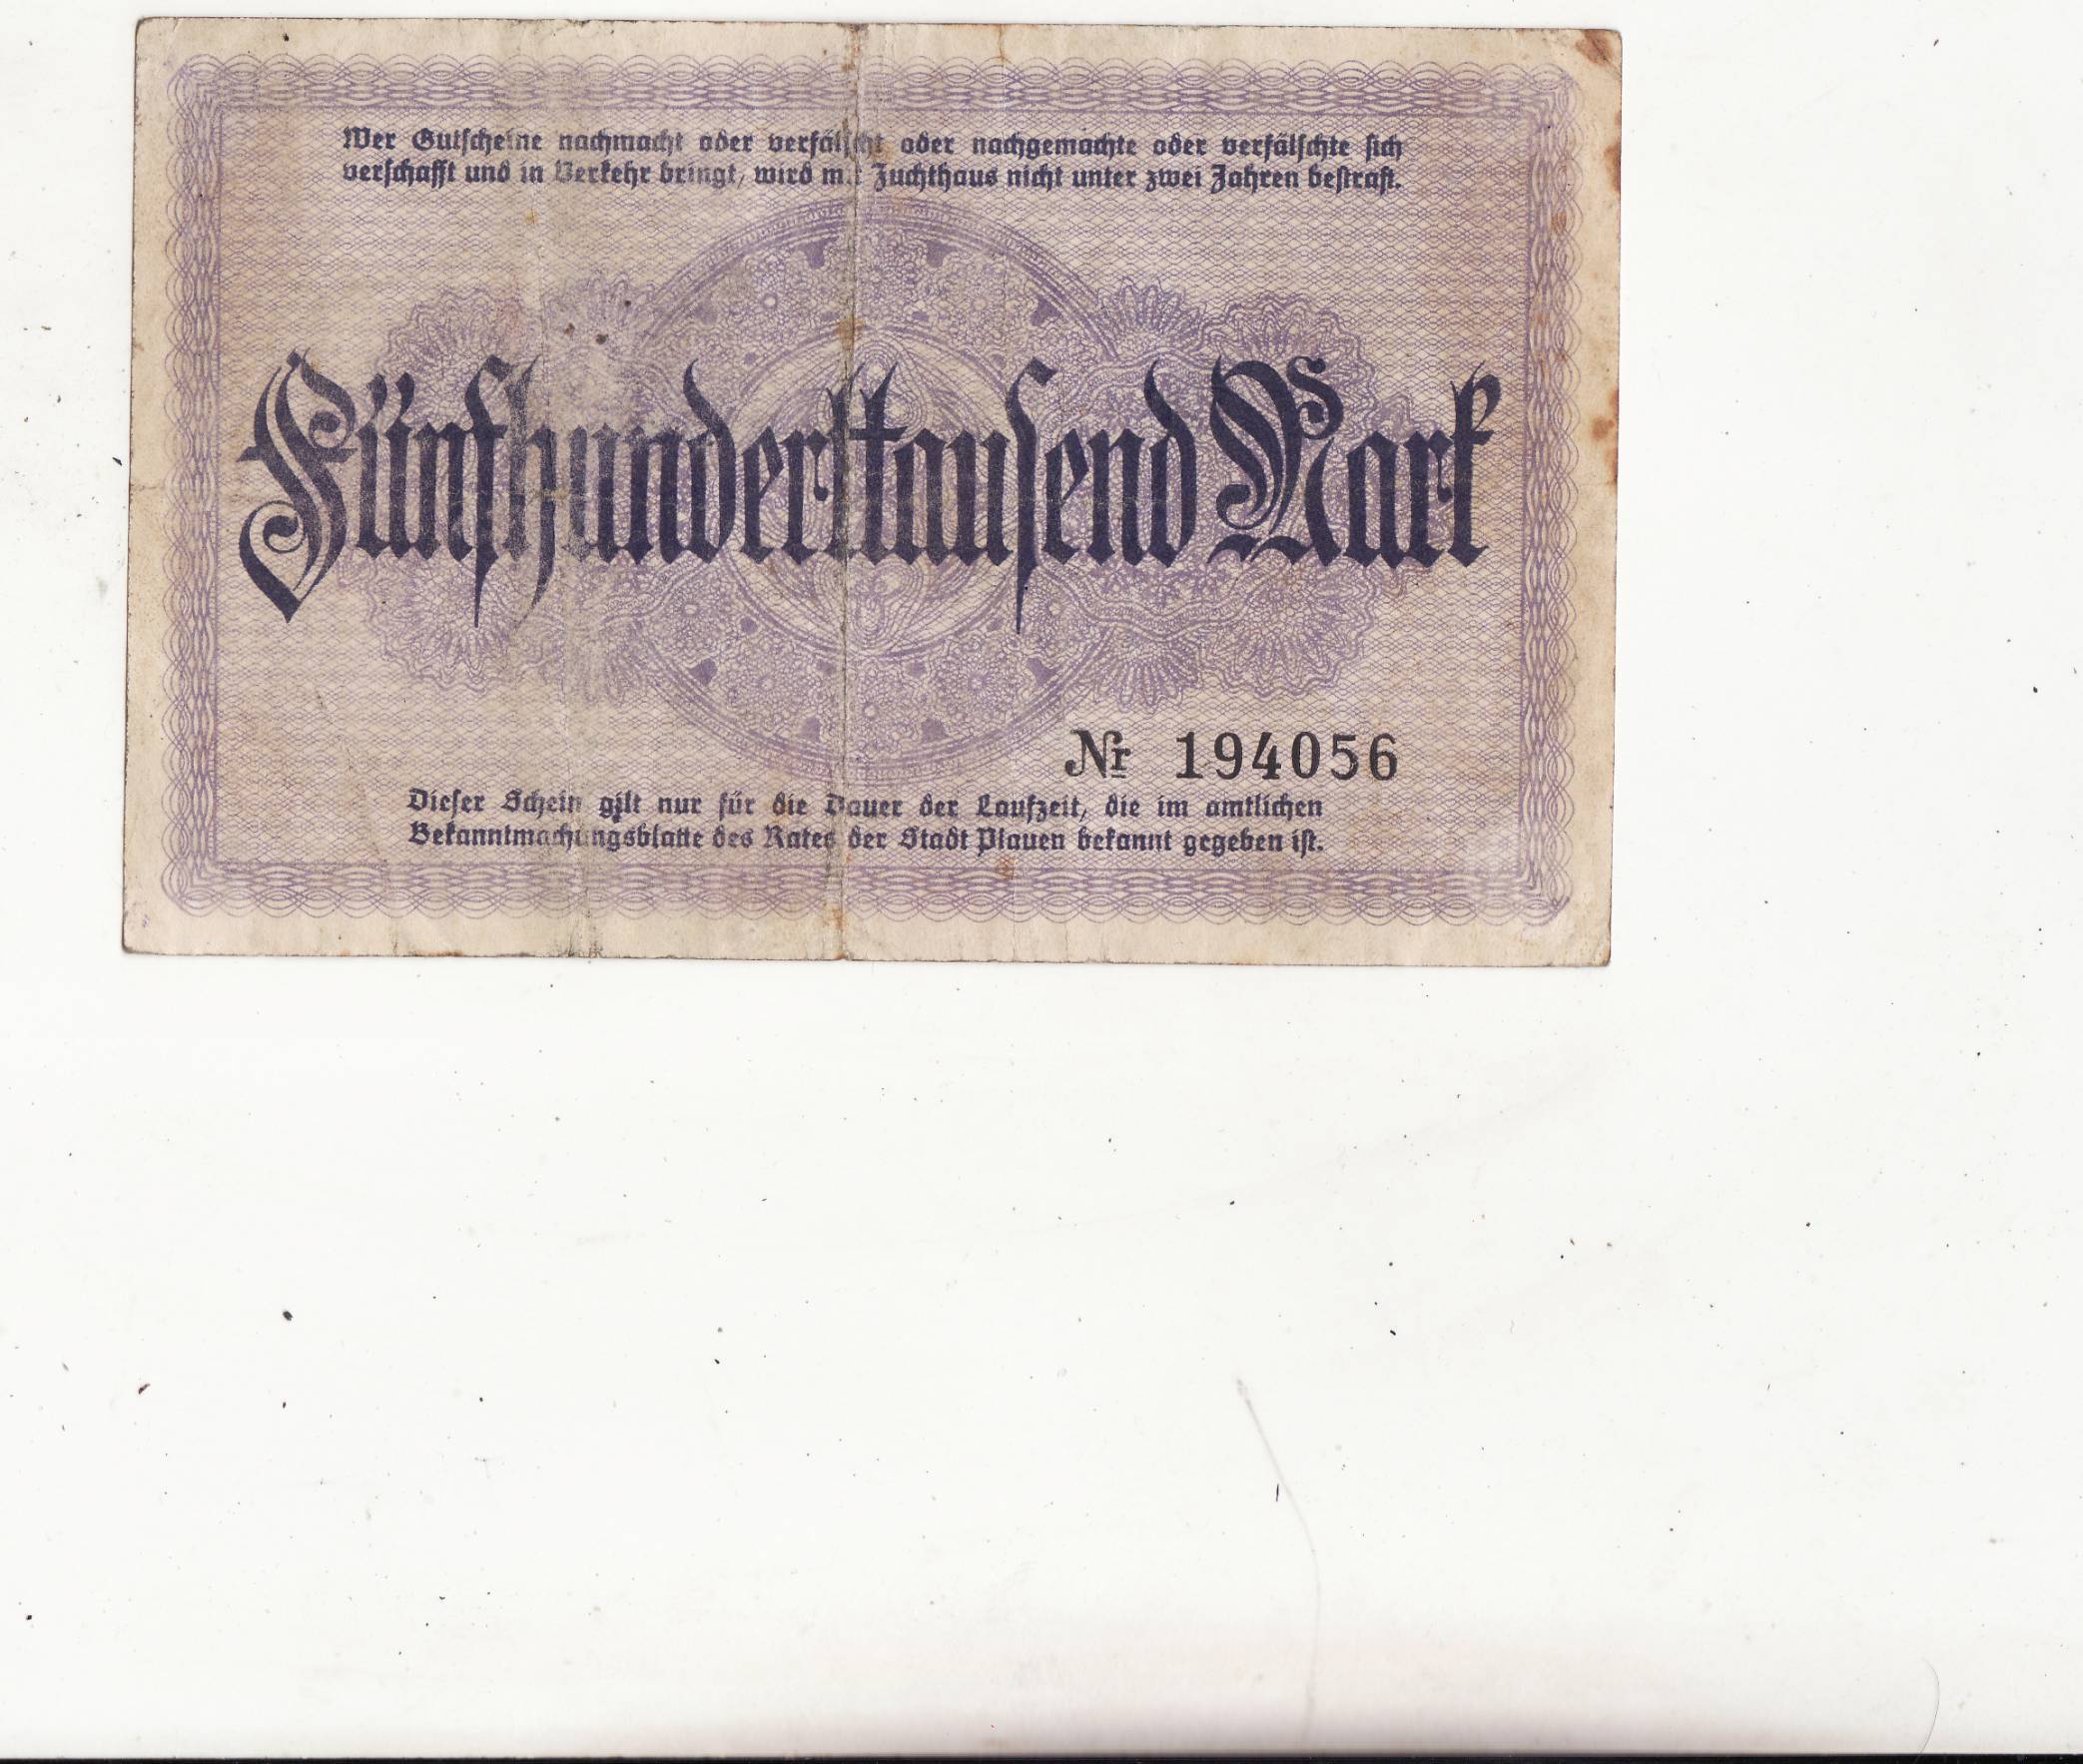 Wer Gutscheine nachmacht oder verfälscht oder nachgemachte oder verfälschte sich
verschafft und in Verkehr bringt, wird mit Zuchthaus nicht unter zwei Jahren bestraft.
Fünfhunderttausend Mark
Nr 194056
Dieser Schein gilt nur für die Dauer der Laufzeit, die im amtlichen
Bekanntmachungsblatte des Rates der Stadt Plauen bekannt gegeben ist.